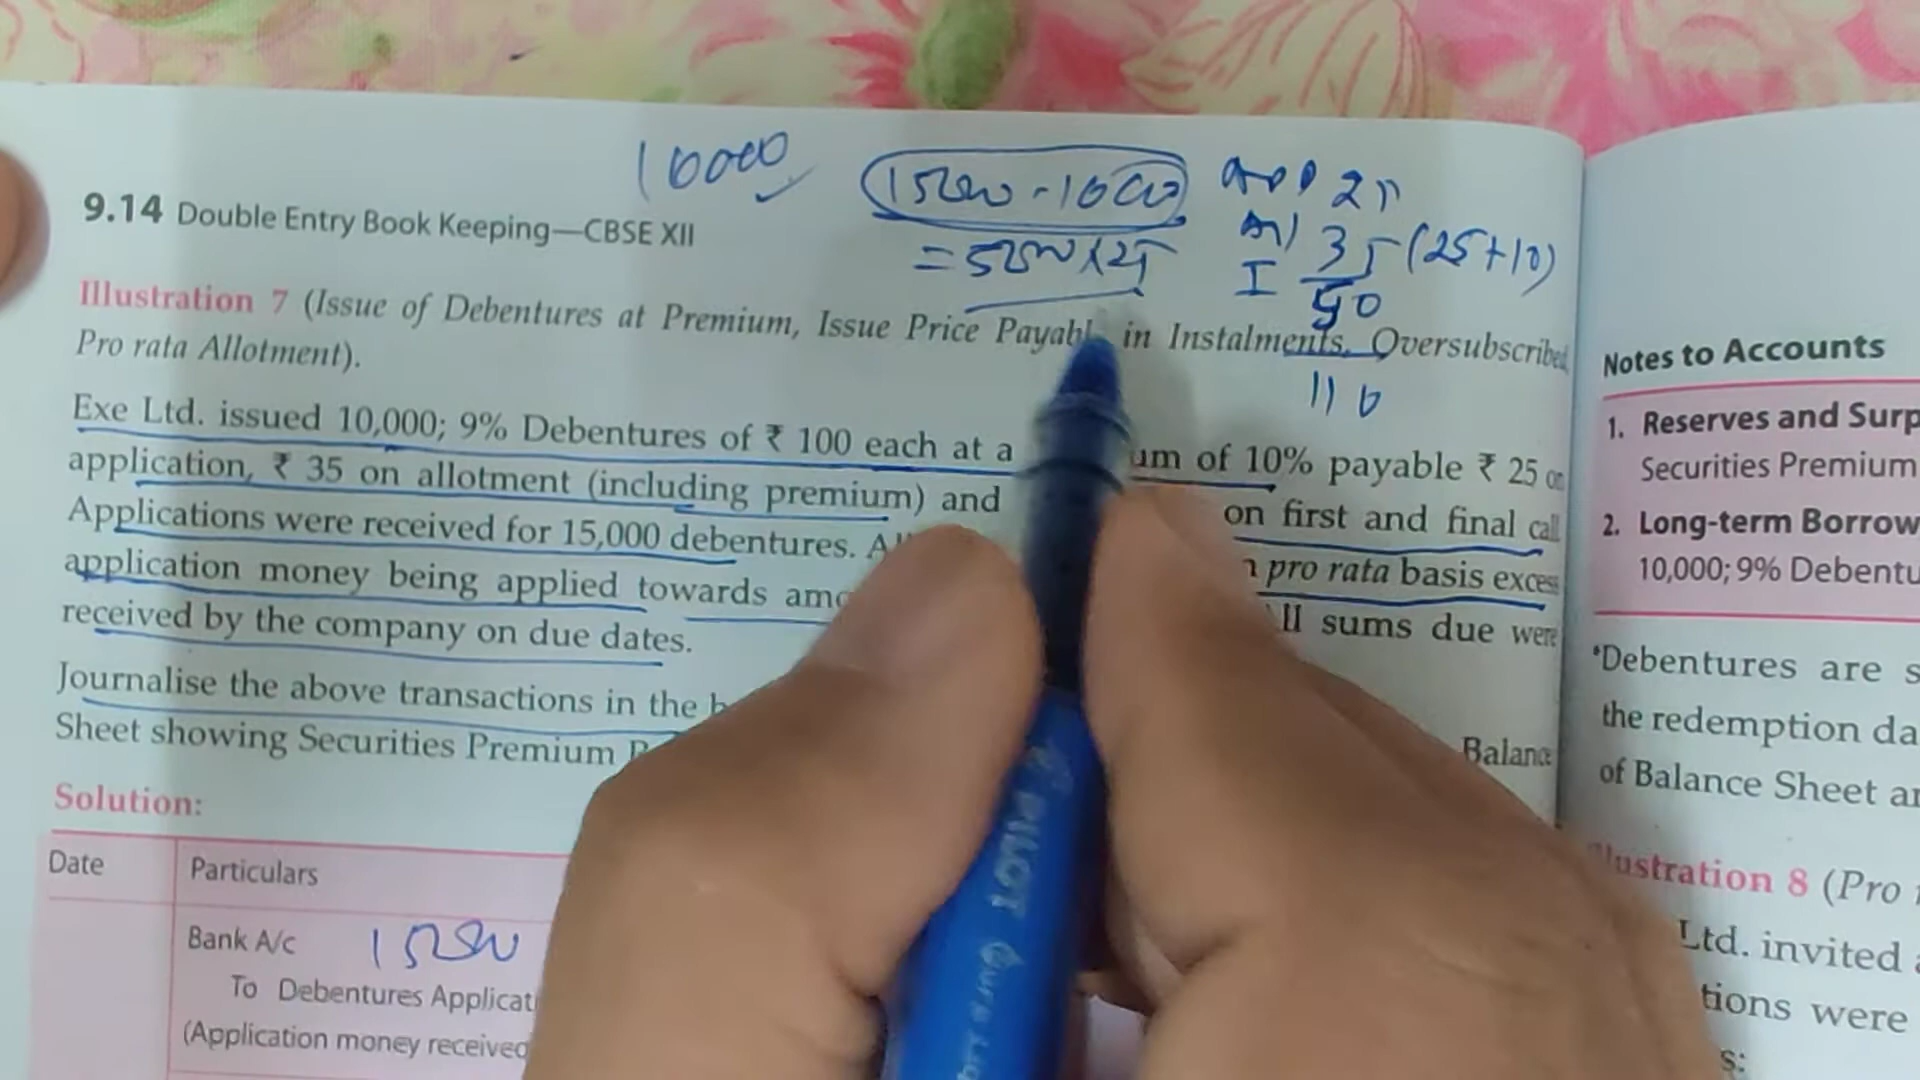 10000
15000 - 10000
= 5000 x 25
App 25
All 35 (25+10)
I 50
110
9.14 Double Entry Book Keeping—CBSE XII
Illustration 7 (Issue of Debentures at Premium, Issue Price Payable in Instalments, Oversubscribed,
Pro rata Allotment).
Exe Ltd. issued 10,000; 9% Debentures of ₹ 100 each at a um of 10% payable ₹ 25 on
application, ₹ 35 on allotment (including premium) and on first and final call
Applications were received for 15,000 debentures. pro rata basis excess
application money being applied towards ll sums due were
received by the company on due dates.
Journalise the above transactions in the Balance
Sheet showing Securities Premium
Solution:
Date Particulars
Bank A/c 15000
To Debentures Applicati
(Application money received
Notes to Accounts
1. Reserves and Surp
Securities Premium
2. Long-term Borrow
10,000; 9% Debentu
*Debentures are s
the redemption da
of Balance Sheet an
lustration 8 (Pro
Ltd. invited a
tions were
s:
PILOT